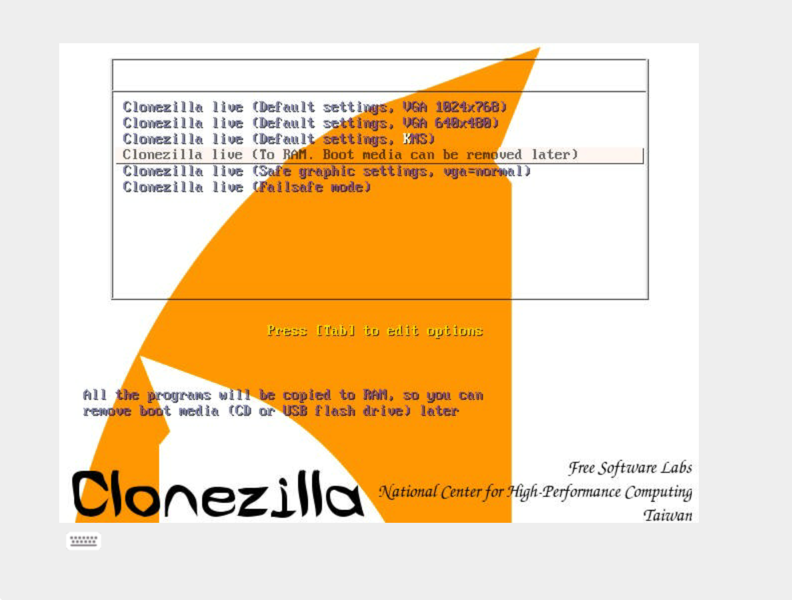 Clonezilla live (Default settings, VGA 1024x768)
Clonezilla live (Default settings, VGA 640x480)
Clonezilla live (Default settings, KMS)
Clonezilla live (To RAM. Boot media can be removed later)
Clonezilla live (Safe graphic settings, vga=normal)
Clonezilla live (Failsafe mode)
Press [Tab] to edit options
All the programs will be copied to RAM, so you can
remove boot media (CD or USB flash drive) later
Clonezilla
Free Software Labs
National Center for High-Performance Computing
Taiwan